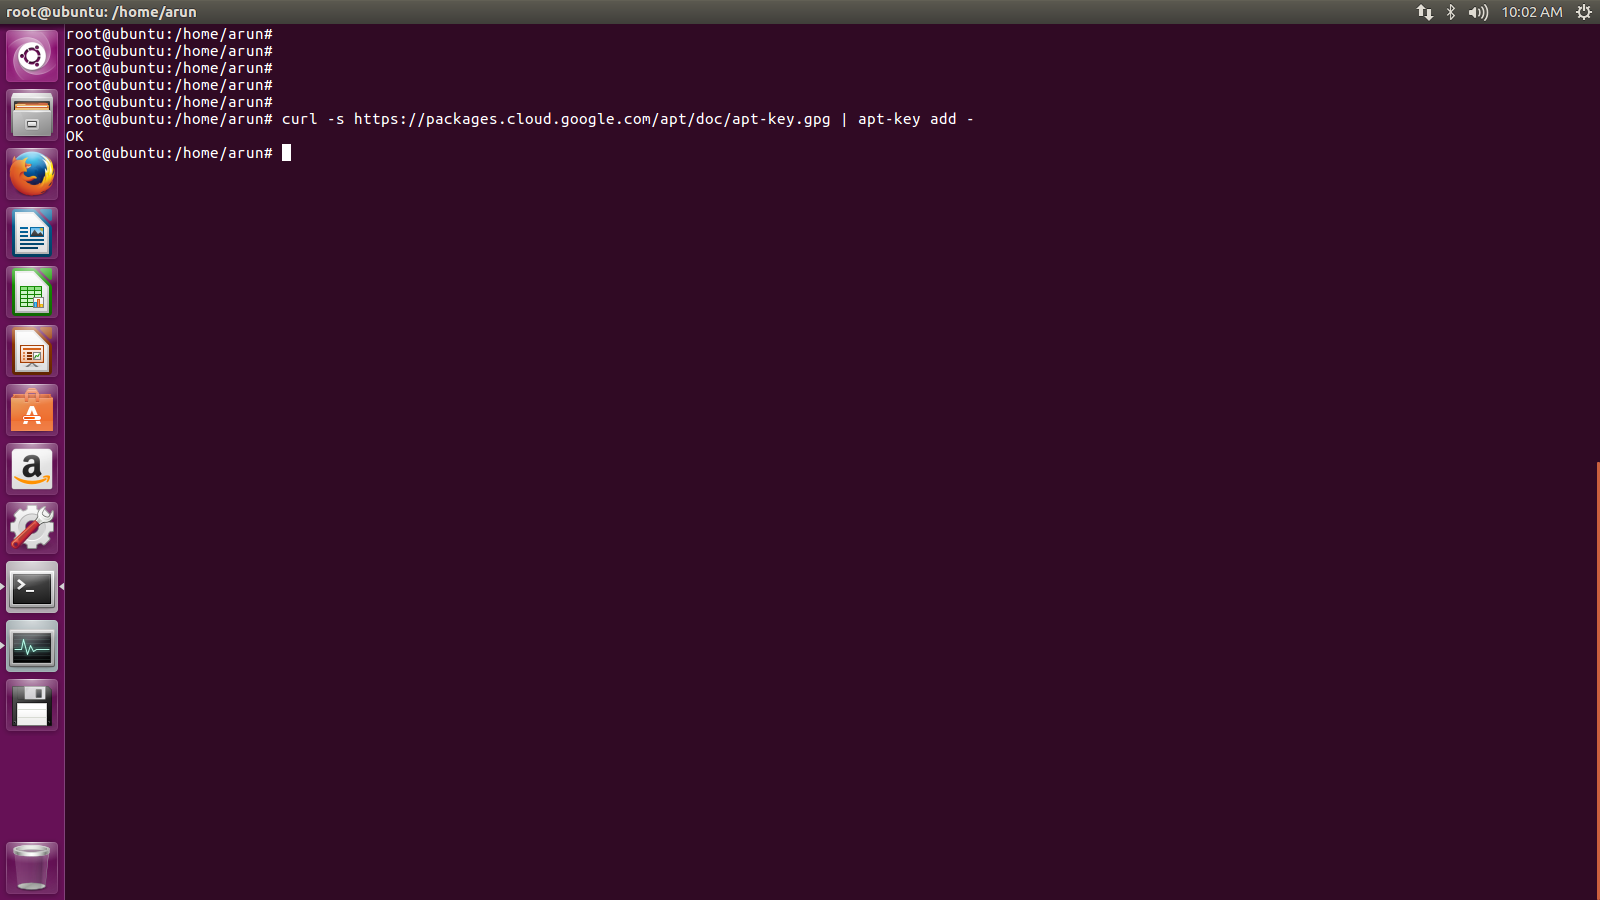 root@ubuntu: /home/arun
10:02 AM
root@ubuntu:/home/arun#
root@ubuntu:/home/arun#
root@ubuntu:/home/arun#
root@ubuntu:/home/arun#
root@ubuntu:/home/arun#
root@ubuntu:/home/arun# curl -s https://packages.cloud.google.com/apt/doc/apt-key.gpg | apt-key add -
OK
root@ubuntu:/home/arun#
A
a
>_